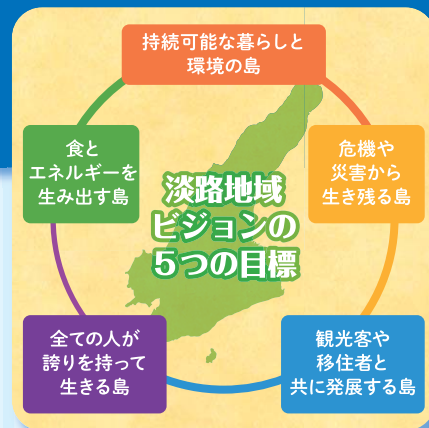 持続可能な暮らしと
環境の島
食と
エネルギーを
生み出す島
危機や
災害から
生き残る島
淡路地域
ビジョンの
5つの目標
全ての人が
誇りを持って
生きる島
観光客や
移住者と
共に発展する島